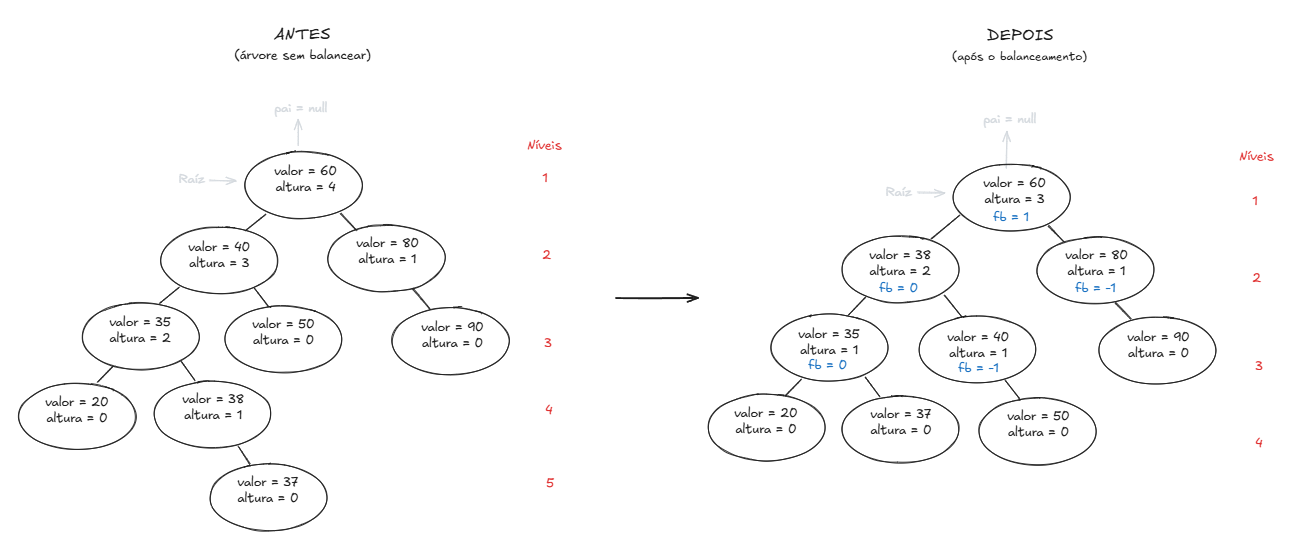 ANTES
(árvore sem balancear)
pai = null
Raíz
Níveis
valor = 60
altura = 4
1
valor = 40
altura = 3
valor = 80
altura = 1
2
valor = 35
altura = 2
valor = 50
altura = 0
valor = 90
altura = 0
3
valor = 20
altura = 0
valor = 38
altura = 1
4
valor = 37
altura = 0
5
DEPOIS
(após o balanceamento)
pai = null
Raíz
Níveis
valor = 60
altura = 3
fb = 1
1
valor = 38
altura = 2
fb = 0
valor = 80
altura = 1
fb = -1
2
valor = 35
altura = 1
fb = 0
valor = 40
altura = 1
fb = -1
valor = 90
altura = 0
3
valor = 20
altura = 0
valor = 37
altura = 0
valor = 50
altura = 0
4